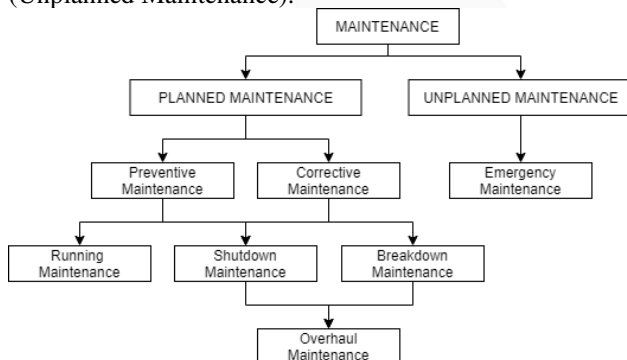 (Unplanned Maintenance).
MAINTENANCE
PLANNED MAINTENANCE
UNPLANNED MAINTENANCE
Preventive
Maintenance
Corrective
Maintenance
Emergency
Maintenance
Running
Maintenance
Shutdown
Maintenance
Breakdown
Maintenance
Overhaul
Maintenance